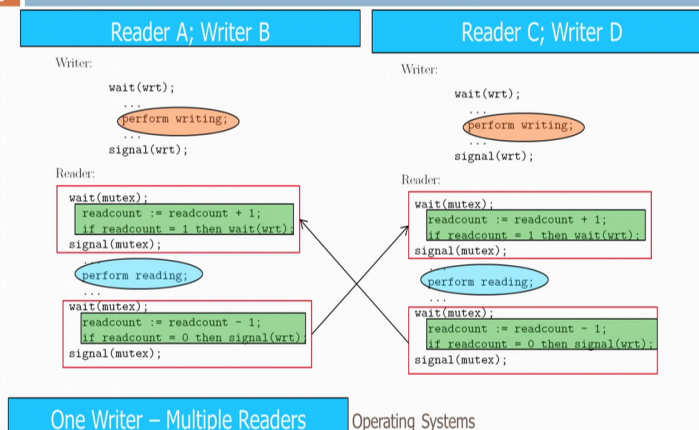 Reader A; Writer B
Writer:
wait(wrt);
...
perform writing;
...
signal(wrt);
Reader:
wait(mutex);
readcount := readcount + 1;
if readcount = 1 then wait(wrt);
signal(mutex);
...
perform reading;
...
wait(mutex);
readcount := readcount - 1;
if readcount = 0 then signal(wrt);
signal(mutex);
Reader C; Writer D
Writer:
wait(wrt);
...
perform writing;
...
signal(wrt);
Reader:
wait(mutex);
readcount := readcount + 1;
if readcount = 1 then wait(wrt);
signal(mutex);
...
perform reading;
...
wait(mutex);
readcount := readcount - 1;
if readcount = 0 then signal(wrt);
signal(mutex);
One Writer – Multiple Readers
Operating Systems